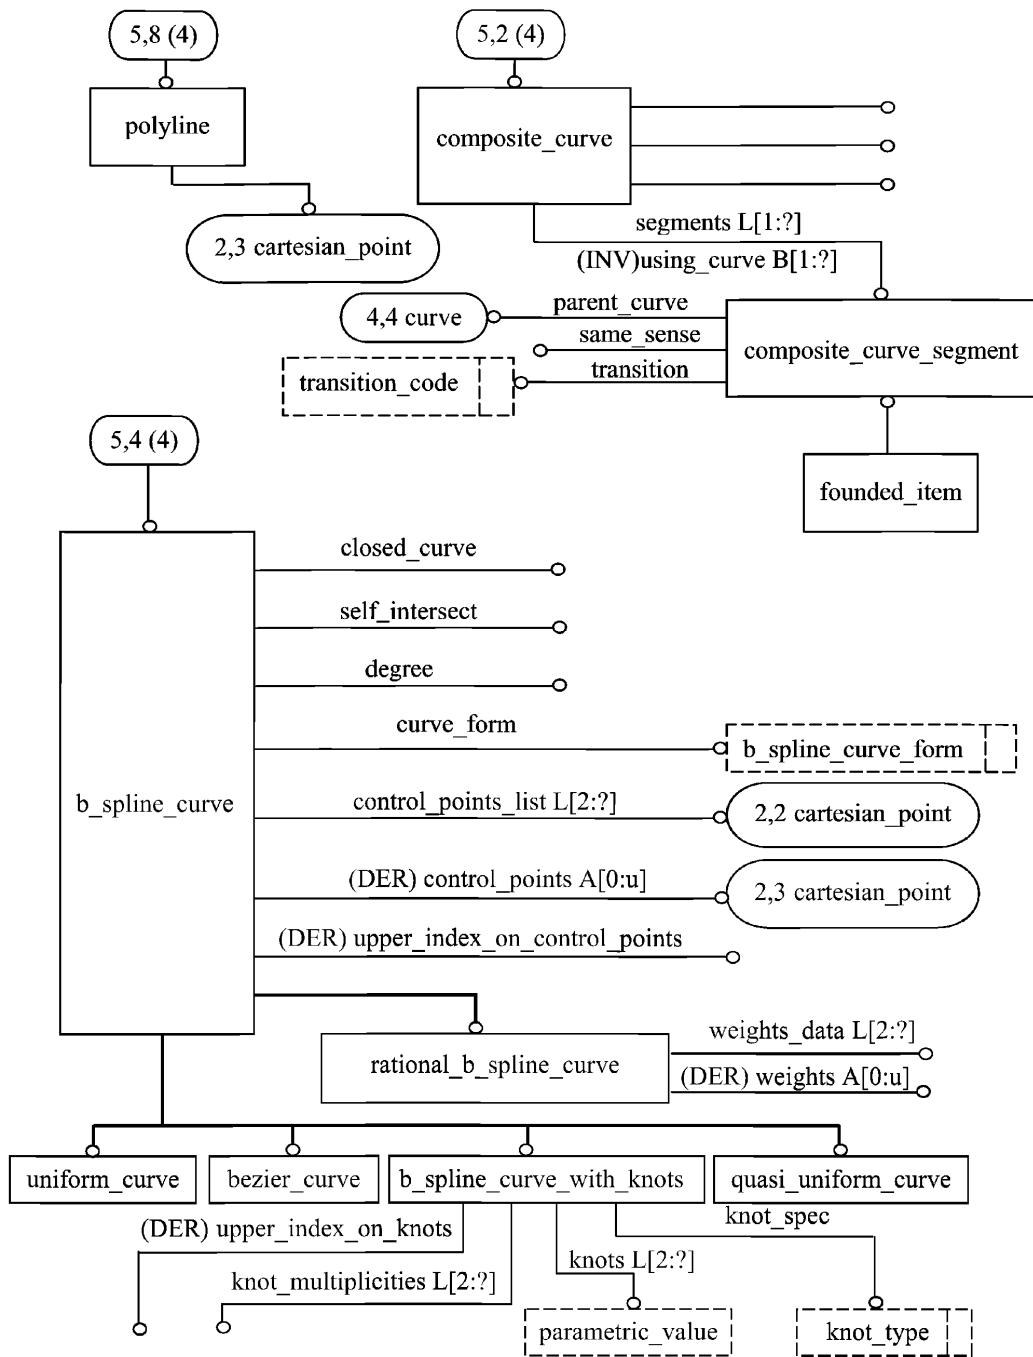 5,8 (4)
5,2 (4)
polyline
composite_curve
2,3 cartesian_point
segments L[1:?]
(INV)using_curve B[1:?]
4,4 curve
parent_curve
same_sense
transition_code
transition
composite_curve_segment
founded_item
5,4 (4)
b_spline_curve
closed_curve
self_intersect
degree
curve_form
b_spline_curve_form
control_points_list L[2:?]
2,2 cartesian_point
(DER) control_points A[0:u]
2,3 cartesian_point
(DER) upper_index_on_control_points
rational_b_spline_curve
weights_data L[2:?]
(DER) weights A[0:u]
uniform_curve
bezier_curve
b_spline_curve_with_knots
quasi_uniform_curve
(DER) upper_index_on_knots
knot_spec
knot_multiplicities L[2:?]
knots L[2:?]
parametric_value
knot_type